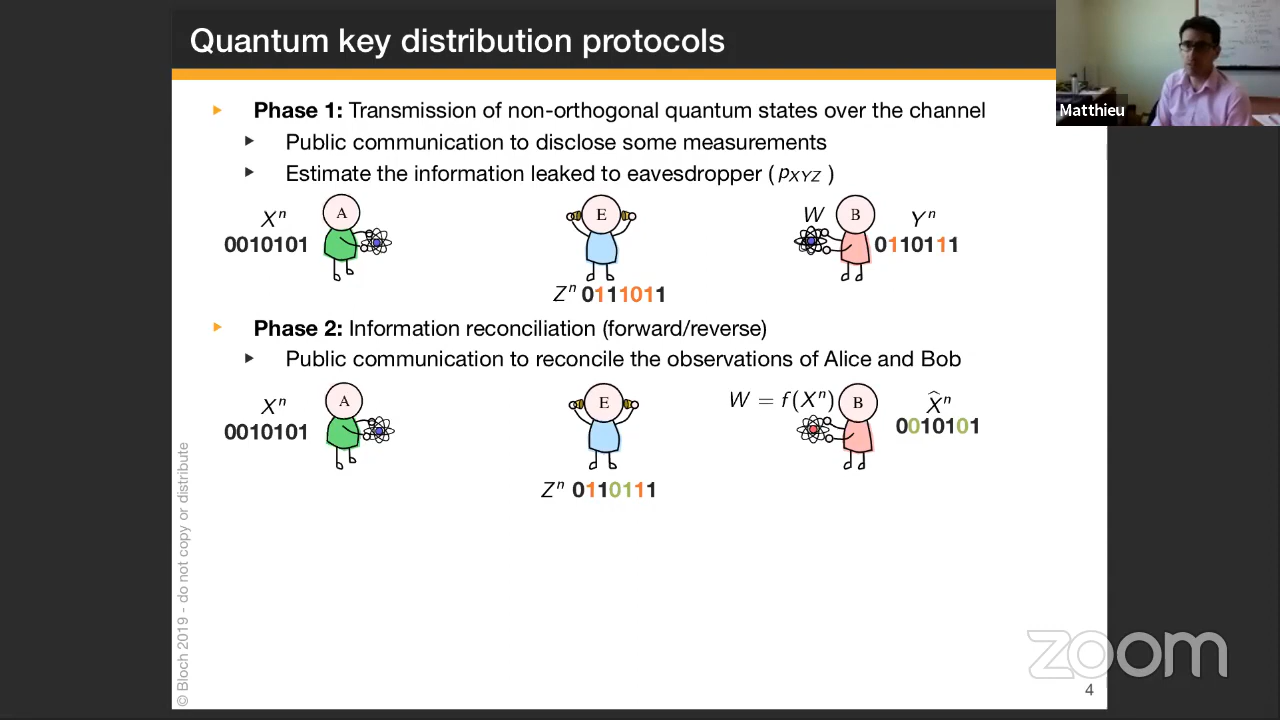 Quantum key distribution protocols
Matthieu
Phase 1: Transmission of non-orthogonal quantum states over the channel
Public communication to disclose some measurements
Estimate the information leaked to eavesdropper ( pXYZ )
Xⁿ
A
E
W
B
Yⁿ
0010101
0110111
Zⁿ 0111011
Phase 2: Information reconciliation (forward/reverse)
Public communication to reconcile the observations of Alice and Bob
Xⁿ
A
E
W = f(Xⁿ)
B
X̂ⁿ
0010101
0010101
Zⁿ 0110111
© Bloch 2019 - do not copy or distribute
zoom
4